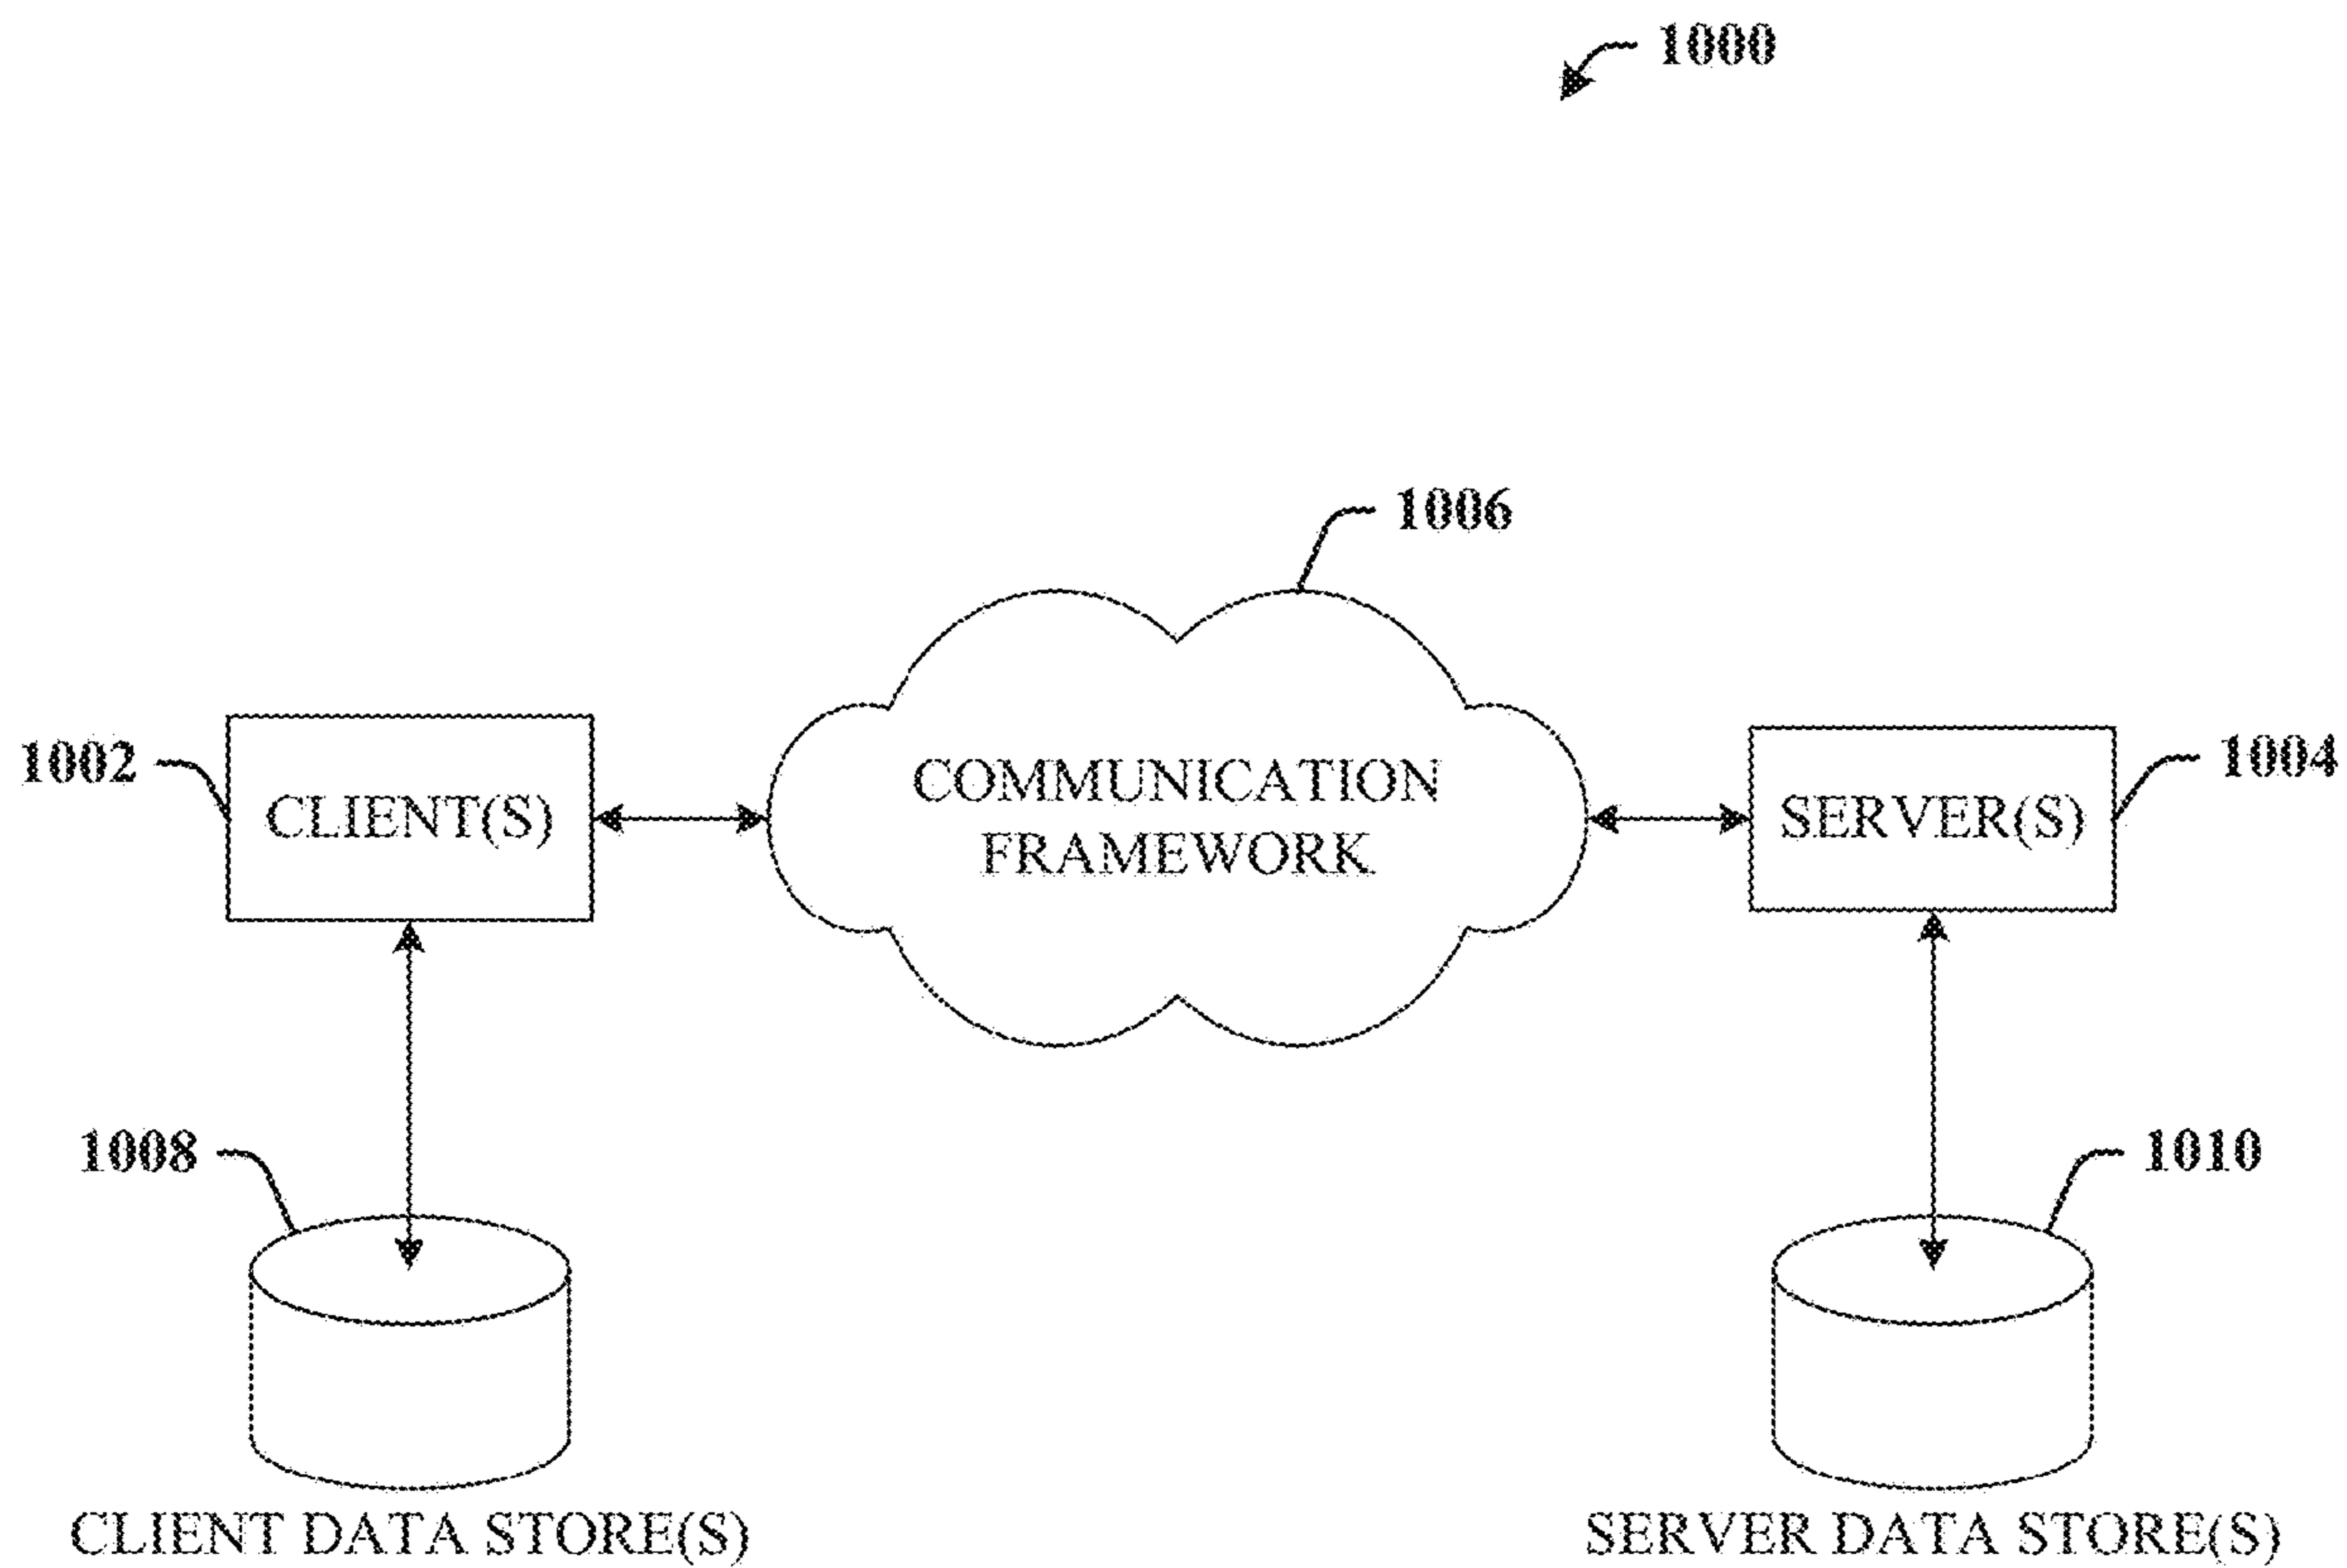 1000
1006
1002
CLIENT(S)
COMMUNICATION
FRAMEWORK
SERVER(S)
1004
1008
1010
CLIENT DATA STORE(S)
SERVER DATA STORE(S)